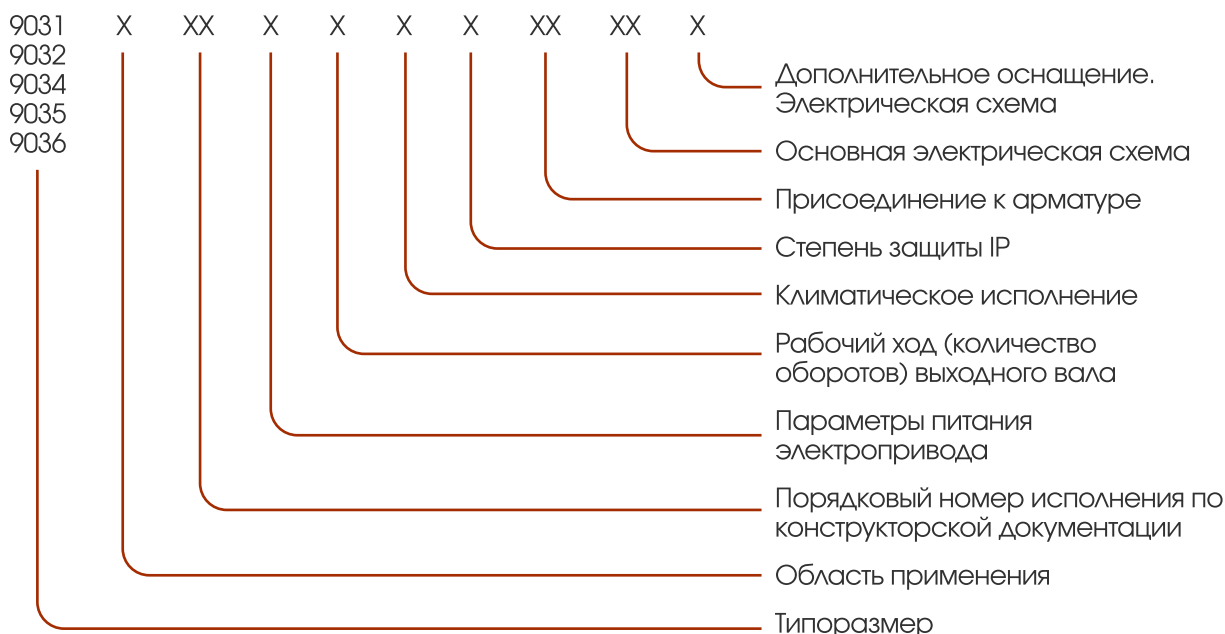 9031 X XX X X X X XX XX X
9032
9034
9035
9036
Дополнительное оснащение.
Электрическая схема
Основная электрическая схема
Присоединение к арматуре
Степень защиты IP
Климатическое исполнение
Рабочий ход (количество
оборотов) выходного вала
Параметры питания
электропривода
Порядковый номер исполнения по
конструкторской документации
Область применения
Типоразмер